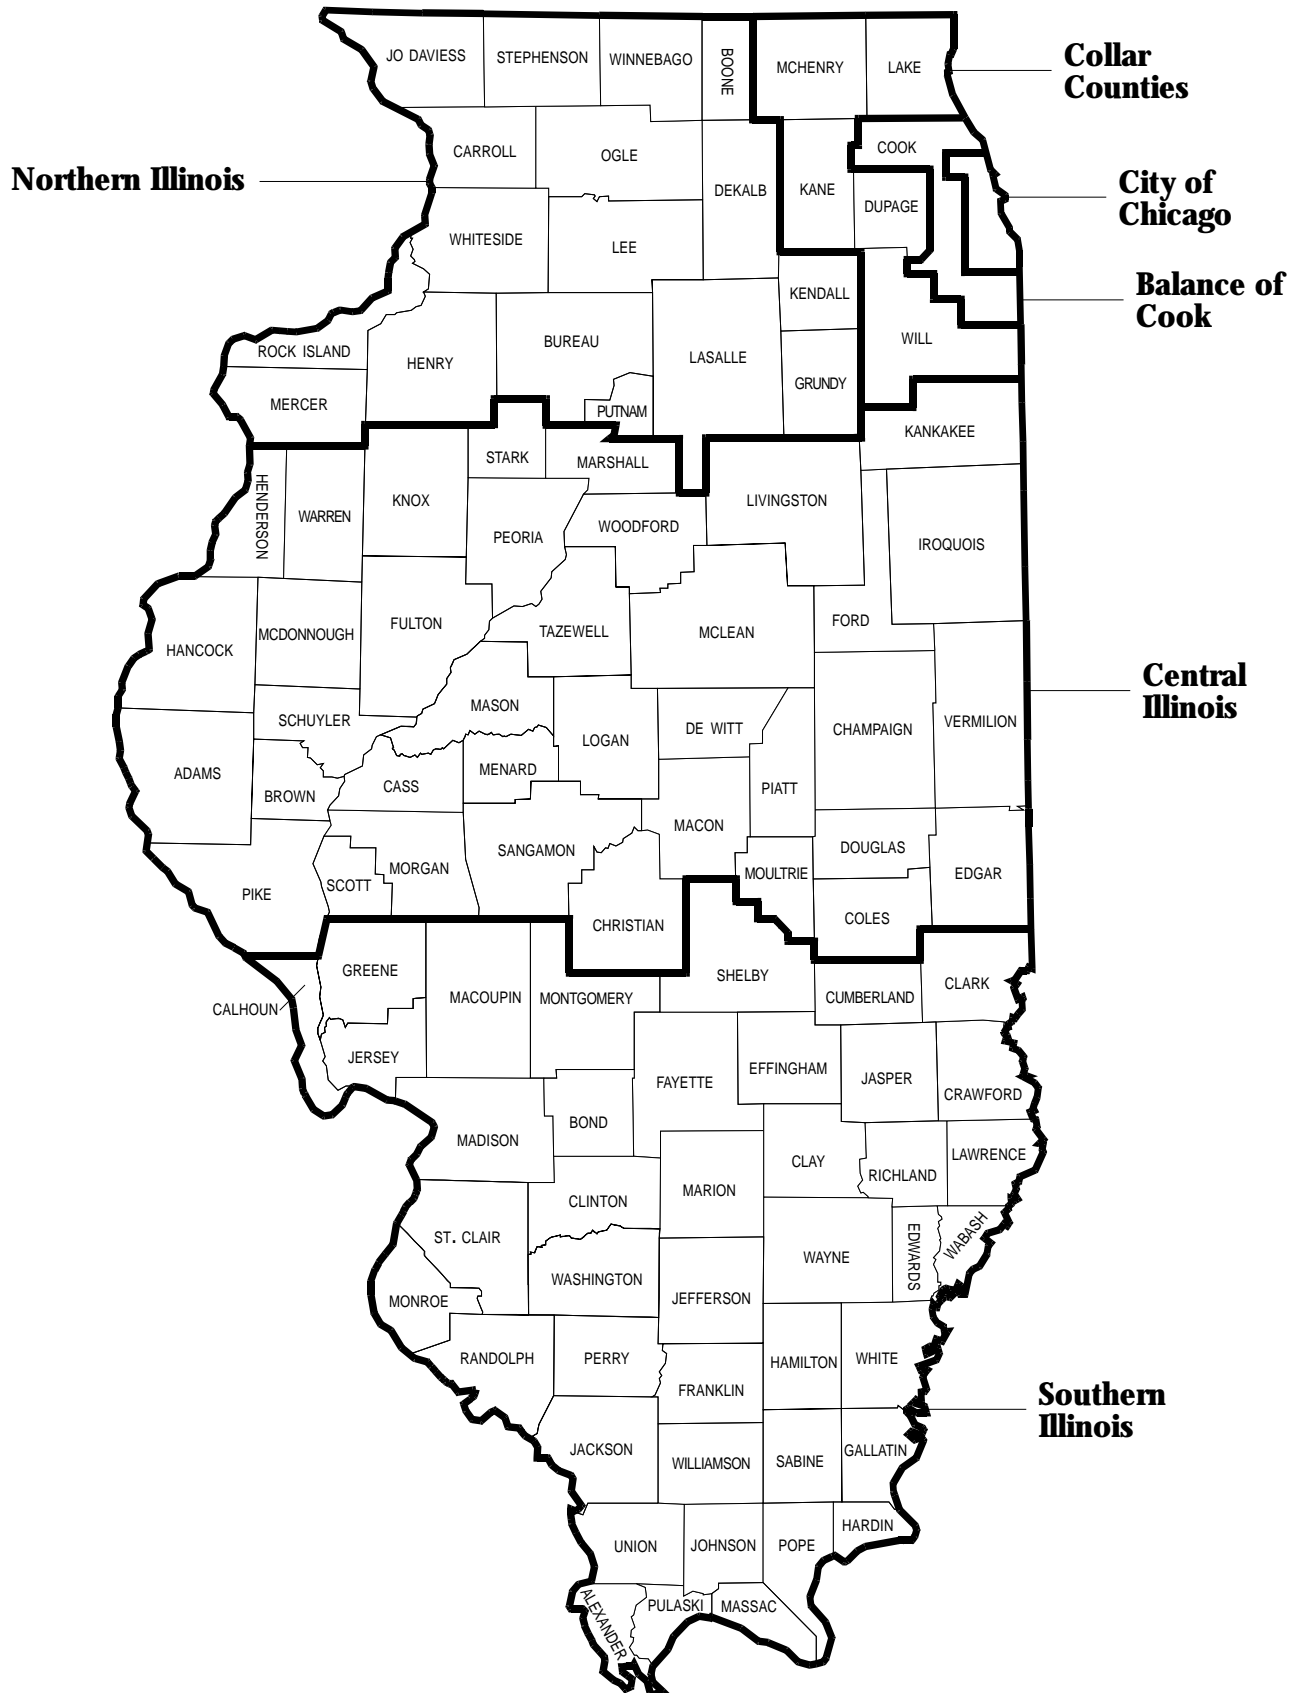 JO DAVIESS
STEPHENSON
WINNEBAGO
BOONE
MCHENRY
LAKE
Collar
Counties
CARROLL
OGLE
COOK
Northern Illinois
DEKALB
KANE
DUPAGE
City of
Chicago
WHITESIDE
LEE
KENDALL
Balance of
Cook
ROCK ISLAND
HENRY
BUREAU
LASALLE
WILL
GRUNDY
MERCER
PUTNAM
KANKAKEE
STARK
MARSHALL
HENDERSON
WARREN
KNOX
PEORIA
WOODFORD
LIVINGSTON
IROQUOIS
HANCOCK
MCDONNOUGH
FULTON
TAZEWELL
MCLEAN
FORD
Central
Illinois
SCHUYLER
MASON
LOGAN
DE WITT
CHAMPAIGN
VERMILION
ADAMS
BROWN
CASS
MENARD
PIATT
MACON
SANGAMON
DOUGLAS
PIKE
SCOTT
MORGAN
MOULTRIE
EDGAR
CHRISTIAN
COLES
GREENE
SHELBY
CALHOUN
MACOUPIN
MONTGOMERY
CUMBERLAND
CLARK
JERSEY
FAYETTE
EFFINGHAM
JASPER
CRAWFORD
MADISON
BOND
CLAY
RICHLAND
LAWRENCE
CLINTON
MARION
ST. CLAIR
WAYNE
EDWARDS
WABASH
WASHINGTON
MONROE
JEFFERSON
RANDOLPH
PERRY
FRANKLIN
HAMILTON
WHITE
Southern
Illinois
JACKSON
WILLIAMSON
SABINE
GALLATIN
UNION
JOHNSON
POPE
HARDIN
ALEXANDER
PULASKI
MASSAC